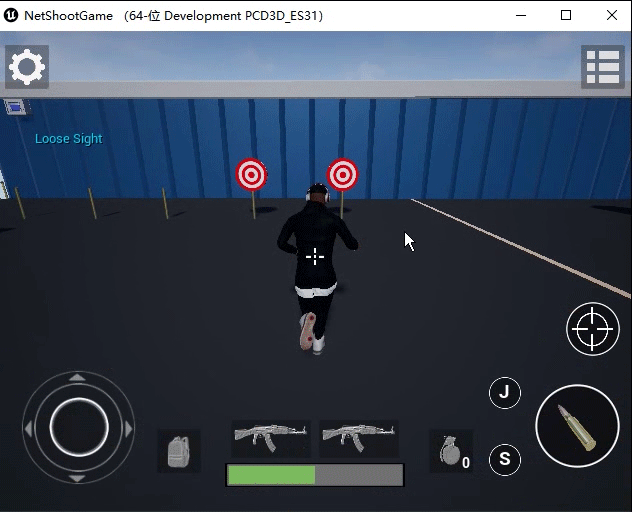 NetShootGame （64-位 Development PCD3D_ES31）
Loose Sight
J
0
S